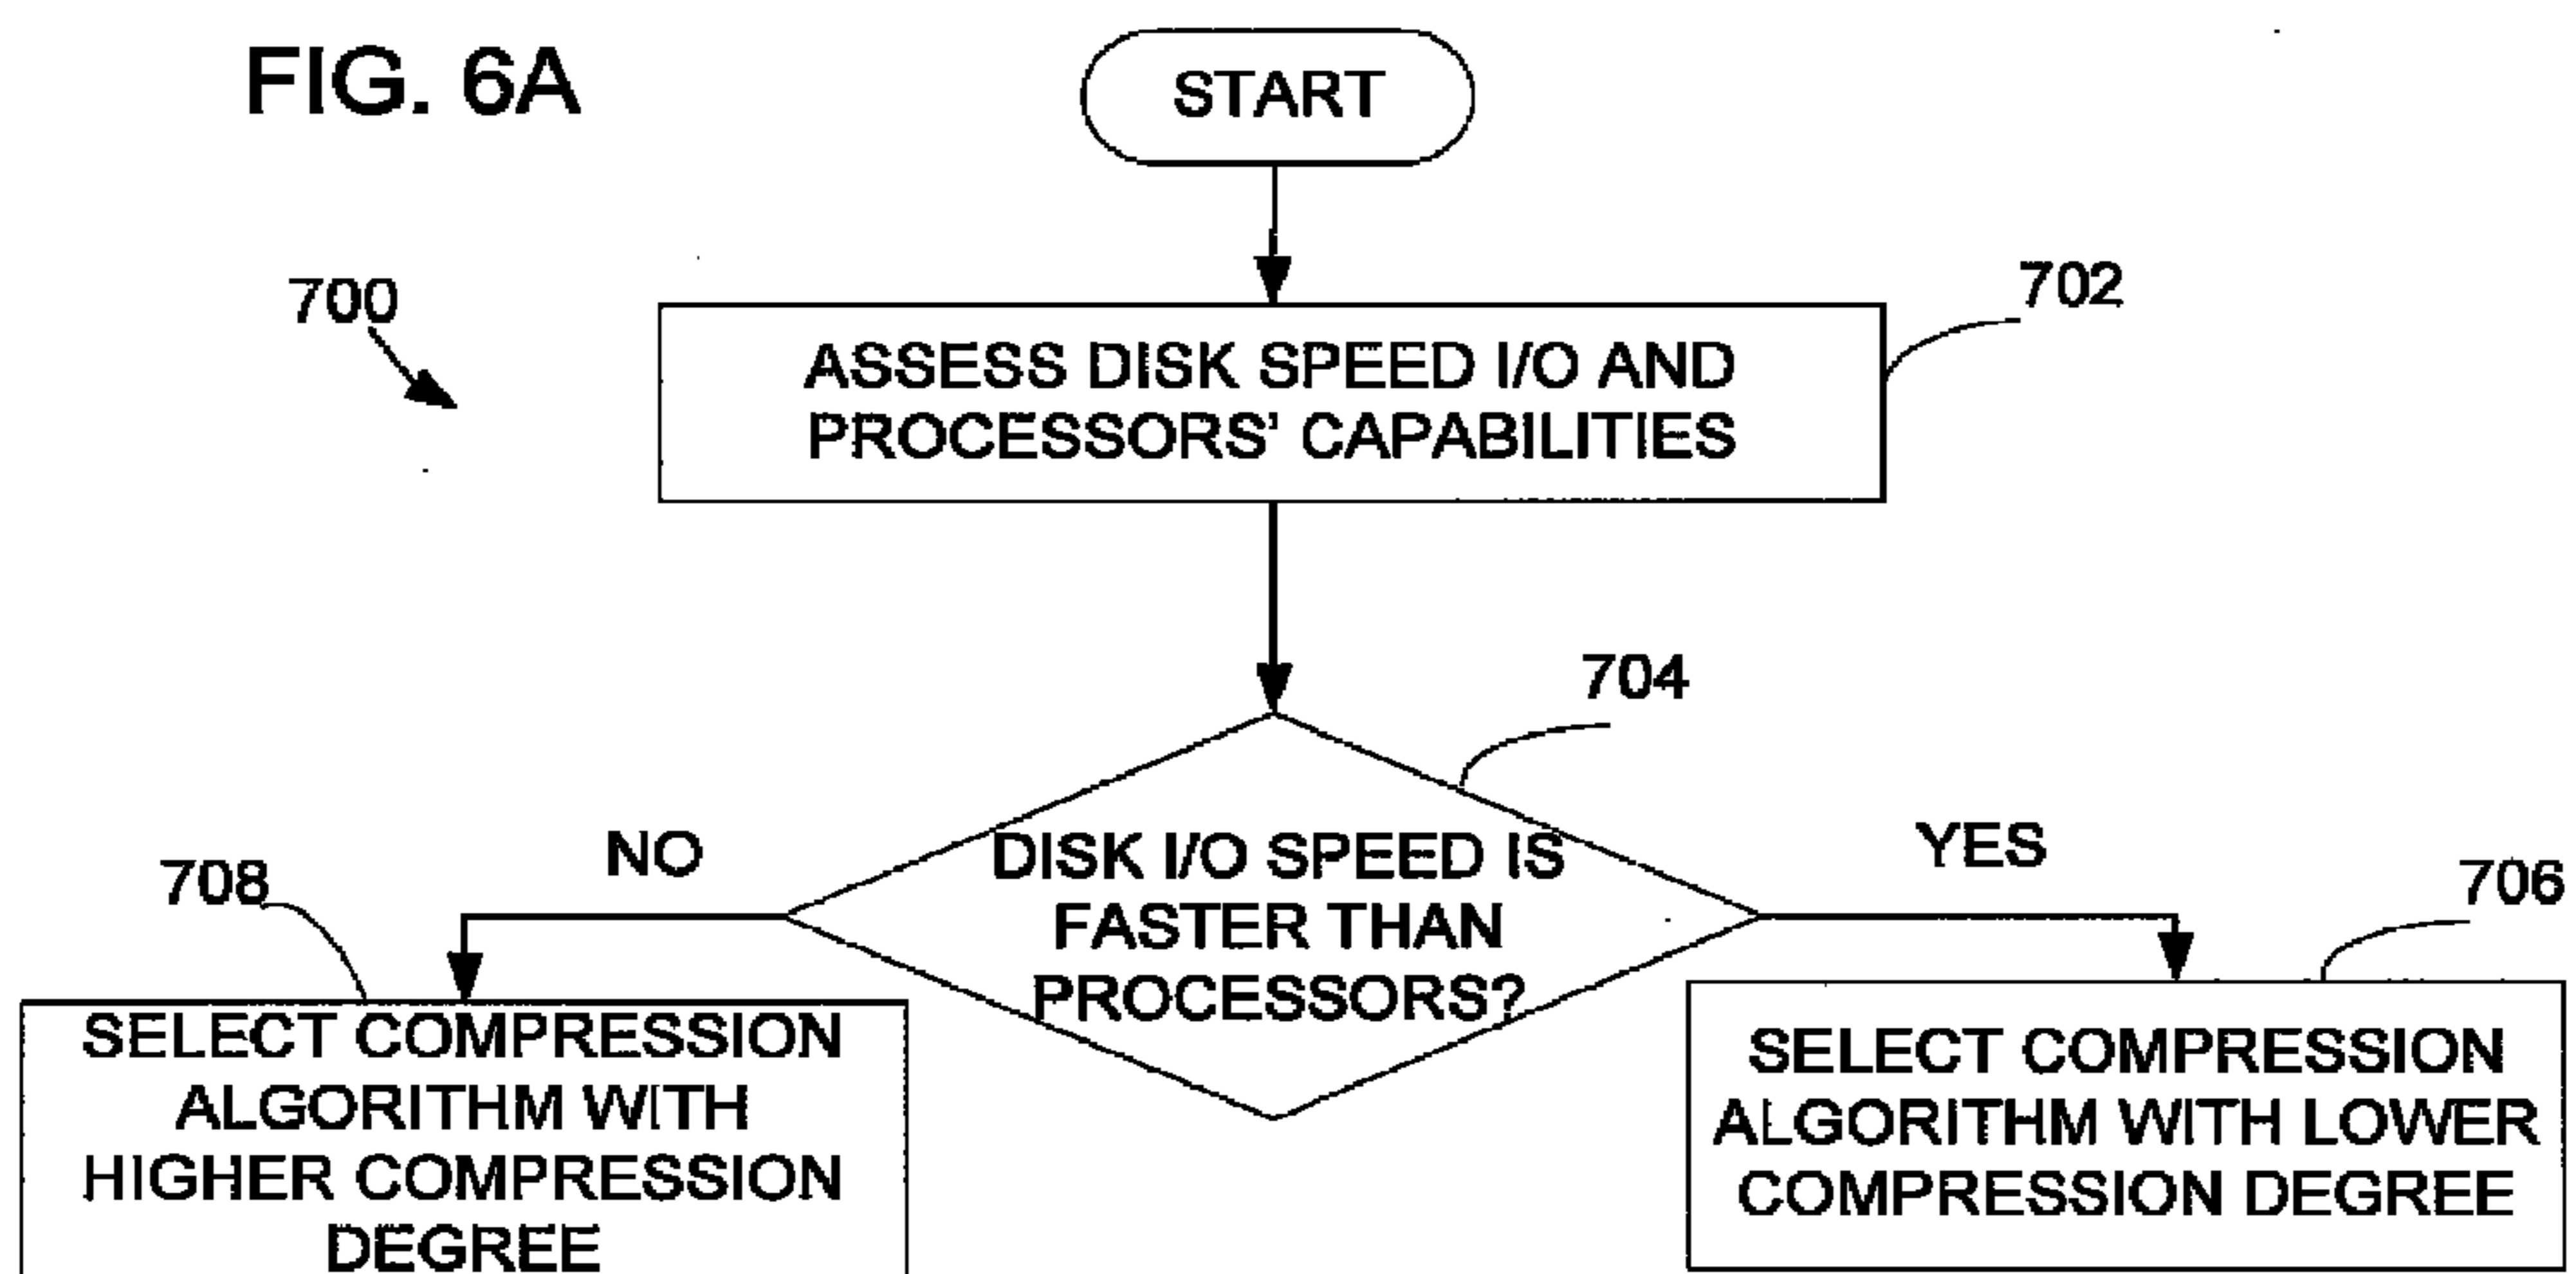 FIG. 6A
START
700
702
ASSESS DISK SPEED I/O AND
PROCESSORS' CAPABILITIES
704
DISK I/O SPEED IS
FASTER THAN
PROCESSORS?
NO
YES
708
SELECT COMPRESSION
ALGORITHM WITH
HIGHER COMPRESSION
DEGREE
706
SELECT COMPRESSION
ALGORITHM WITH LOWER
COMPRESSION DEGREE